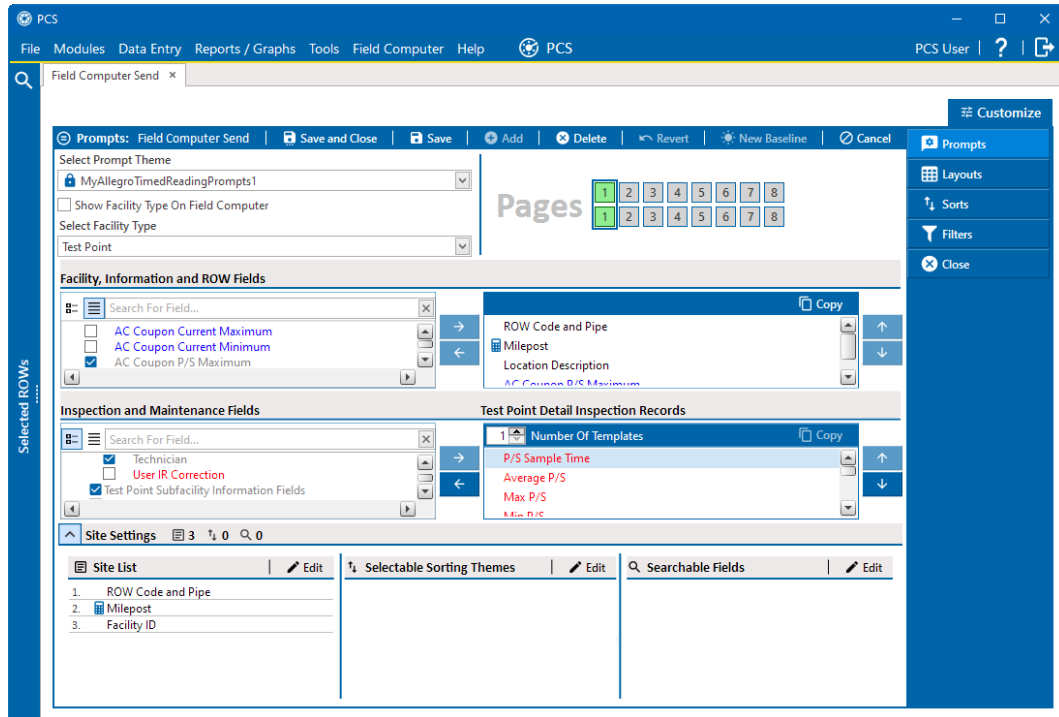 PCS
File Modules Data Entry Reports / Graphs Tools Field Computer Help PCS PCS User | ? |
Field Computer Send ×
Customize
Prompts: Field Computer Send | Save and Close | Save | Add | Delete | Revert | New Baseline | Cancel
Prompts
Layouts
Sorts
Filters
Close
Select Prompt Theme
MyAllegroTimedReadingPrompts1
Show Facility Type On Field Computer
Select Facility Type
Test Point
Pages
1 2 3 4 5 6 7 8
1 2 3 4 5 6 7 8
Facility, Information and ROW Fields
Search For Field...
AC Coupon Current Maximum
AC Coupon Current Minimum
AC Coupon P/S Maximum
Copy
ROW Code and Pipe
Milepost
Location Description
AC Coupon P/S Maximum
Selected ROWs
Inspection and Maintenance Fields
Search For Field...
Technician
User IR Correction
Test Point Subfacility Information Fields
Test Point Detail Inspection Records
1 Number Of Templates Copy
P/S Sample Time
Average P/S
Max P/S
Min P/S
Site Settings 3 0 0
Site List | Edit
1. ROW Code and Pipe
2. Milepost
3. Facility ID
Selectable Sorting Themes | Edit
Searchable Fields | Edit